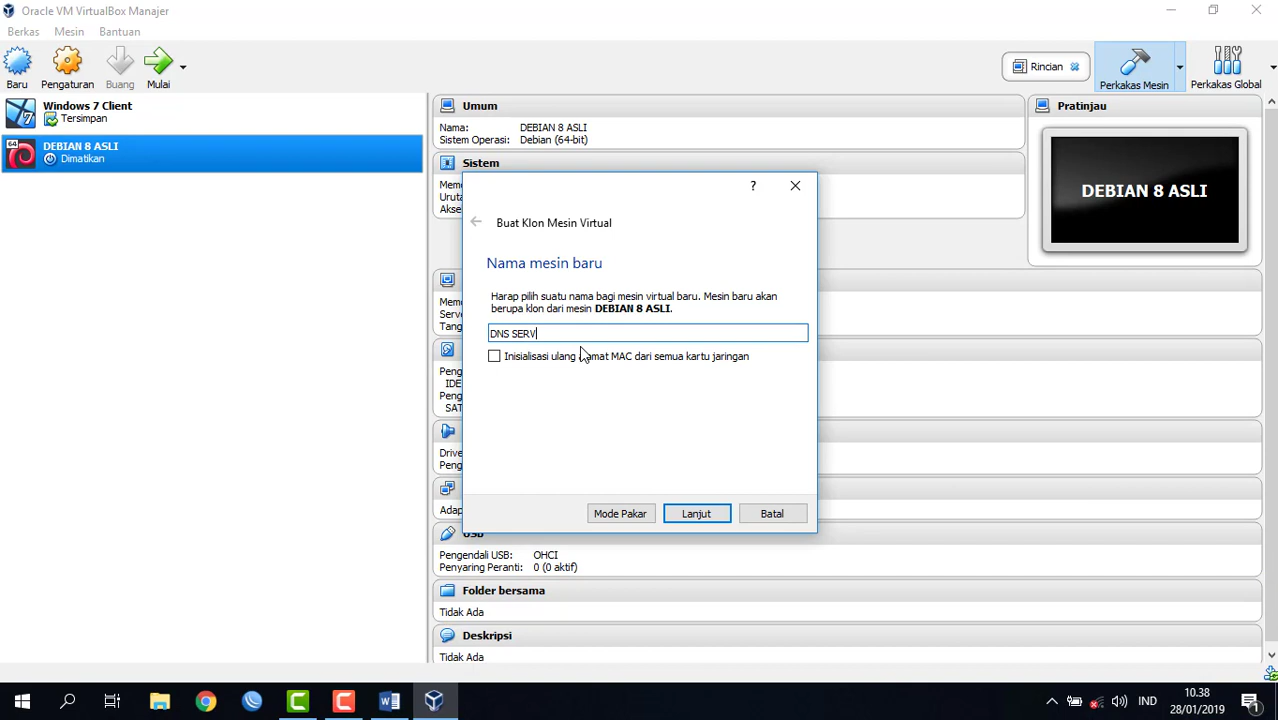 Oracle VM VirtualBox Manajer
Berkas Mesin Bantuan
Baru Pengaturan Buang Mulai
Rincian Perkakas Mesin Perkakas Global
Windows 7 Client
Tersimpan
64 DEBIAN 8 ASLI
Dimatikan
Umum
Nama: DEBIAN 8 ASLI
Sistem Operasi: Debian (64-bit)
Sistem
Pratinjau
DEBIAN 8 ASLI
?
Buat Klon Mesin Virtual
Nama mesin baru
Harap pilih suatu nama bagi mesin virtual baru. Mesin baru akan
berupa klon dari mesin DEBIAN 8 ASLI.
DNS SERV
Inisialisasi ulang MAC dari semua kartu jaringan
Mode Pakar Lanjut Batal
IDE
USB
Pengendali USB: OHCI
Penyaring Peranti: 0 (0 aktif)
Folder bersama
Tidak Ada
Deskripsi
Tidak Ada
IND
10.38
28/01/2019
1